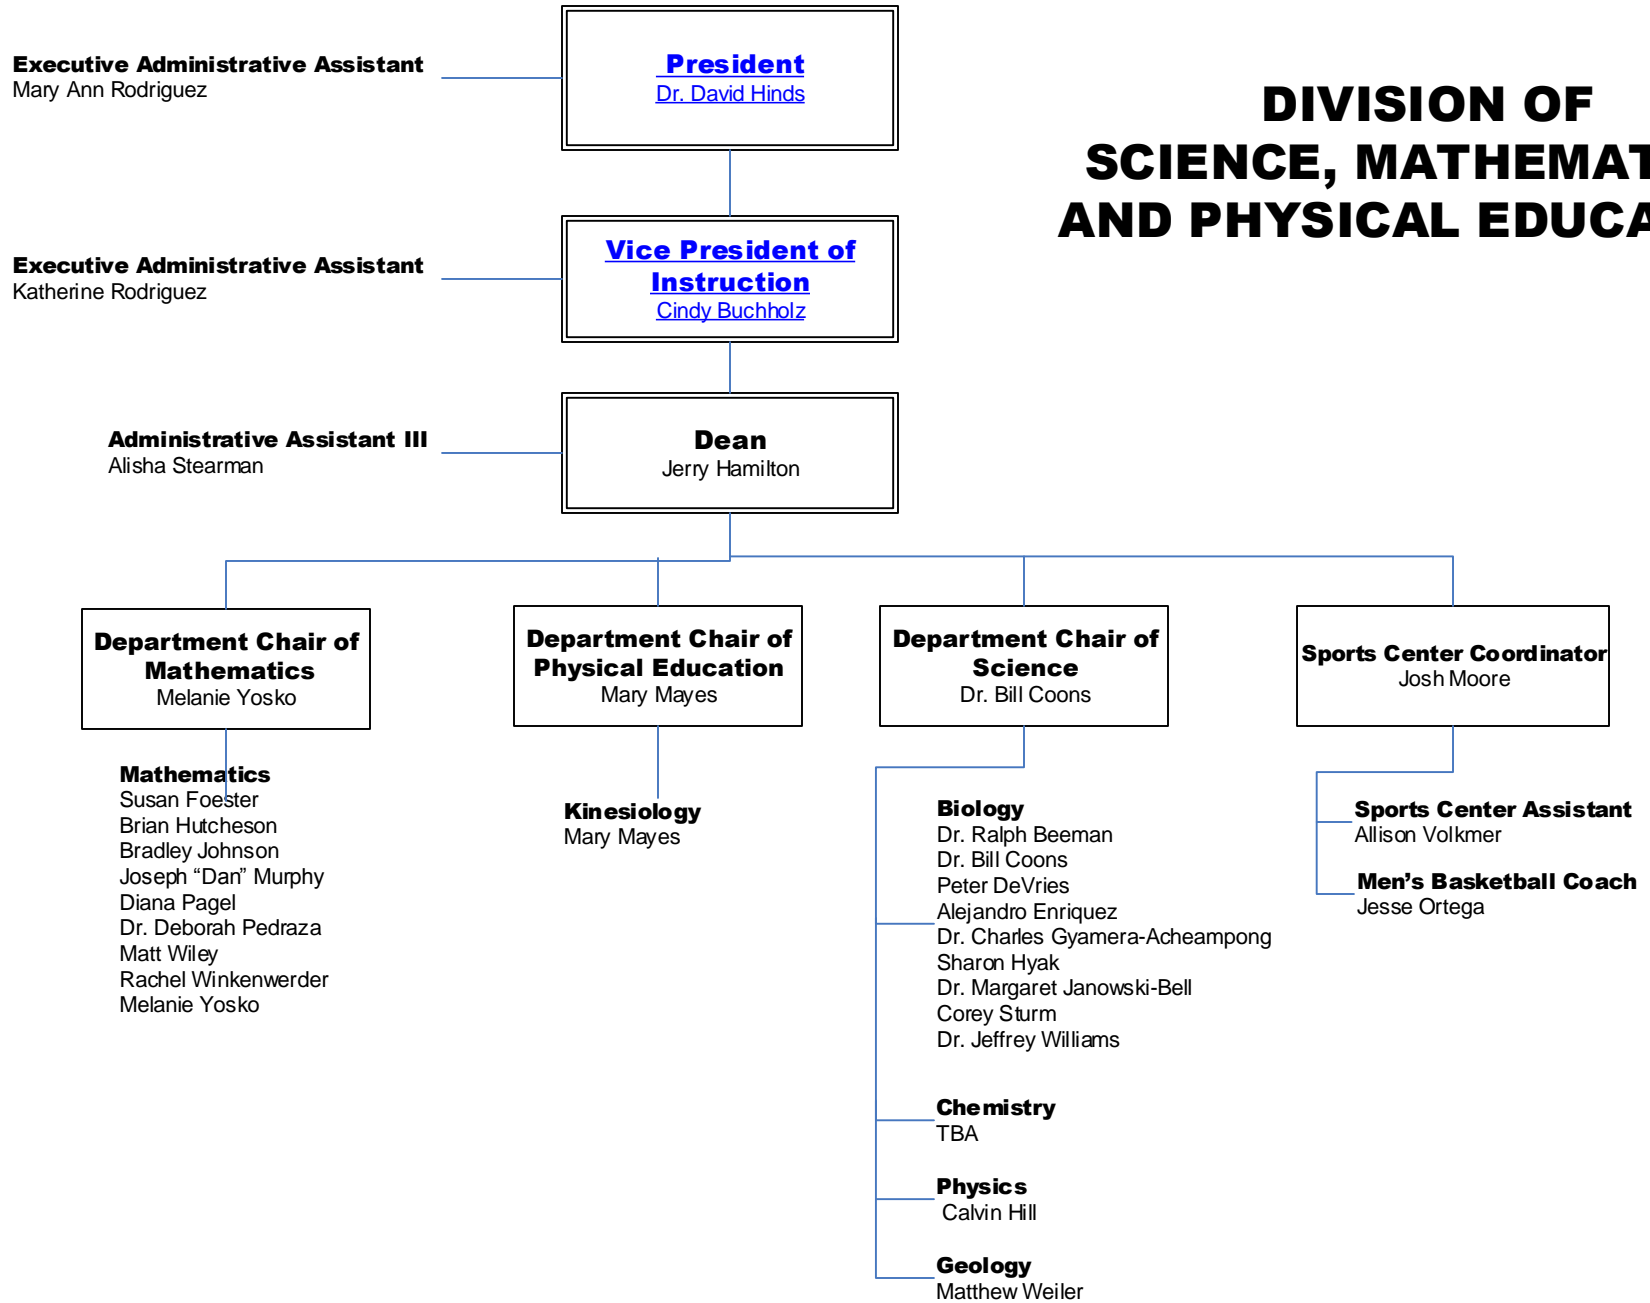 Executive Administrative Assistant
Mary Ann Rodriguez
President
Dr. David Hinds
DIVISION OF
SCIENCE, MATHEMAT
AND PHYSICAL EDUCA
Executive Administrative Assistant
Katherine Rodriguez
Vice President of
Instruction
Cindy Buchholz
Administrative Assistant III
Alisha Stearman
Dean
Jerry Hamilton
Department Chair of
Mathematics
Melanie Yosko
Department Chair of
Physical Education
Mary Mayes
Department Chair of
Science
Dr. Bill Coons
Sports Center Coordinator
Josh Moore
Mathematics
Susan Foester
Brian Hutcheson
Bradley Johnson
Joseph “Dan” Murphy
Diana Pagel
Dr. Deborah Pedraza
Matt Wiley
Rachel Winkenwerder
Melanie Yosko
Kinesiology
Mary Mayes
Biology
Dr. Ralph Beeman
Dr. Bill Coons
Peter DeVries
Alejandro Enriquez
Dr. Charles Gyamera-Acheampong
Sharon Hyak
Dr. Margaret Janowski-Bell
Corey Sturm
Dr. Jeffrey Williams
Chemistry
TBA
Physics
Calvin Hill
Geology
Matthew Weiler
Sports Center Assistant
Allison Volkmer
Men’s Basketball Coach
Jesse Ortega